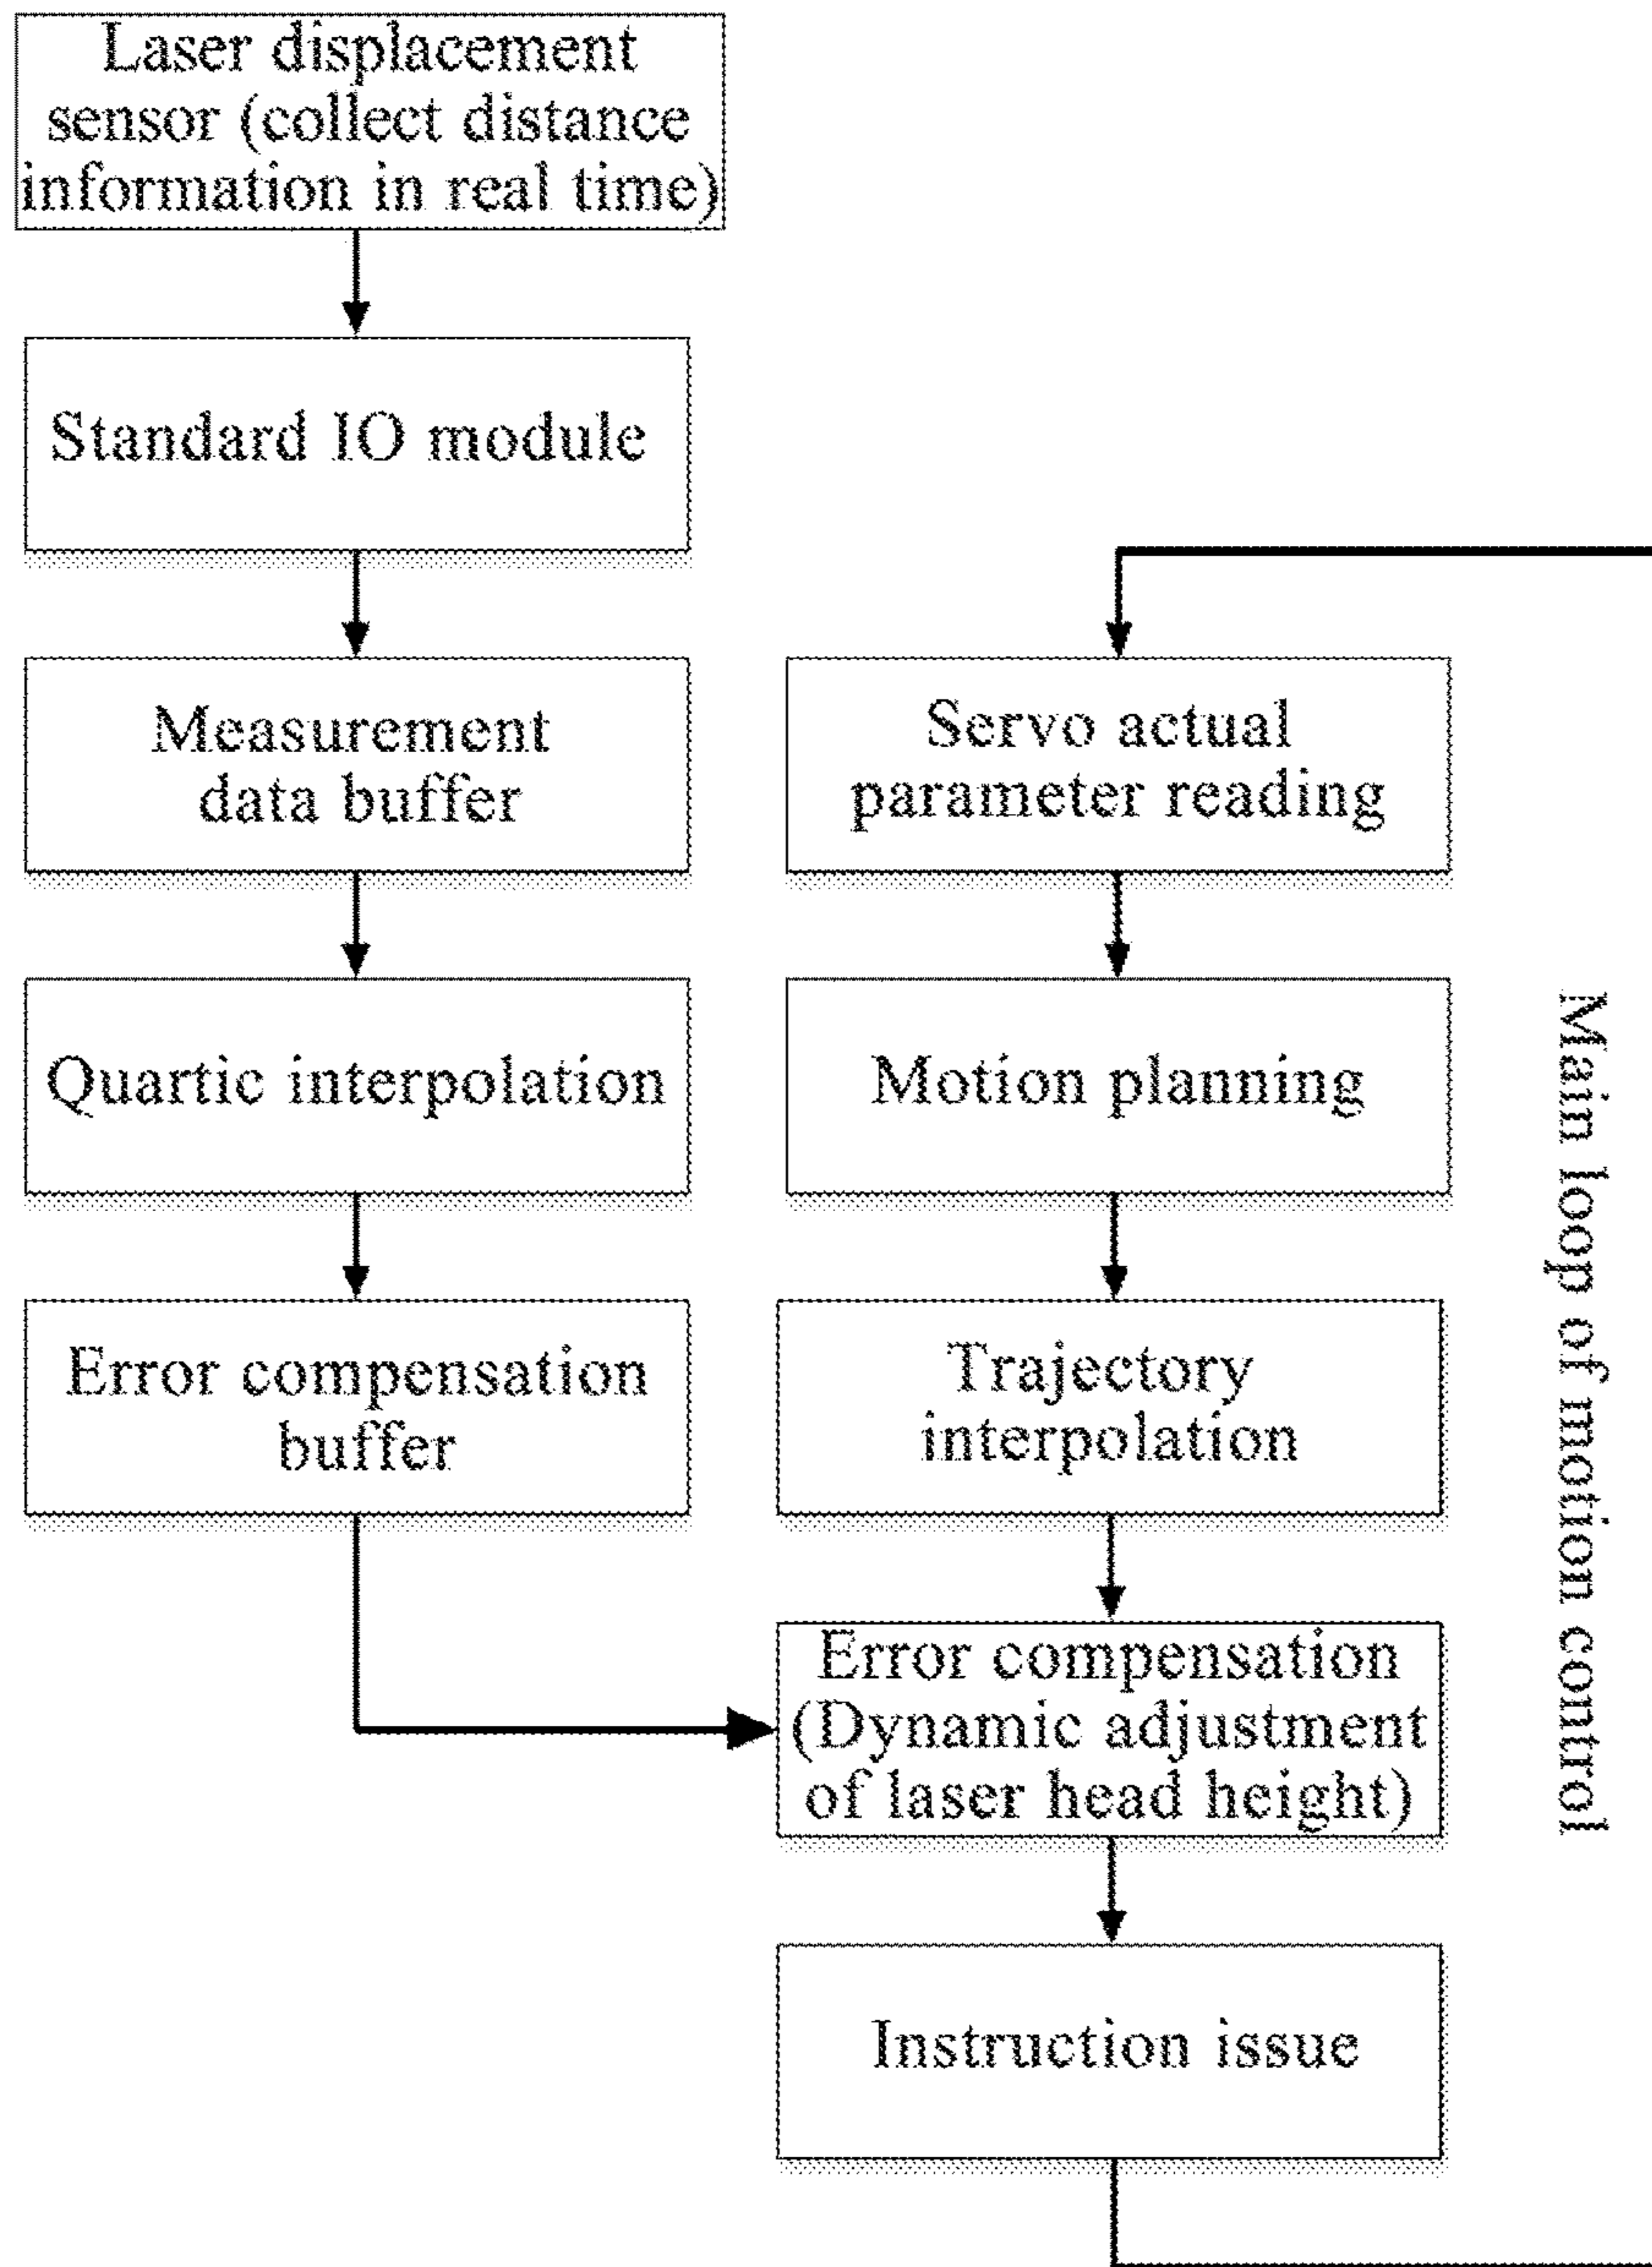 Laser displacement
sensor (collect distance
information in real time)
Standard IO module
Measurement
data buffer
Quartic interpolation
Error compensation
buffer
Servo actual
parameter reading
Motion planning
Trajectory
interpolation
Error compensation
(Dynamic adjustment
of laser head height)
Instruction issue
Main loop of motion control